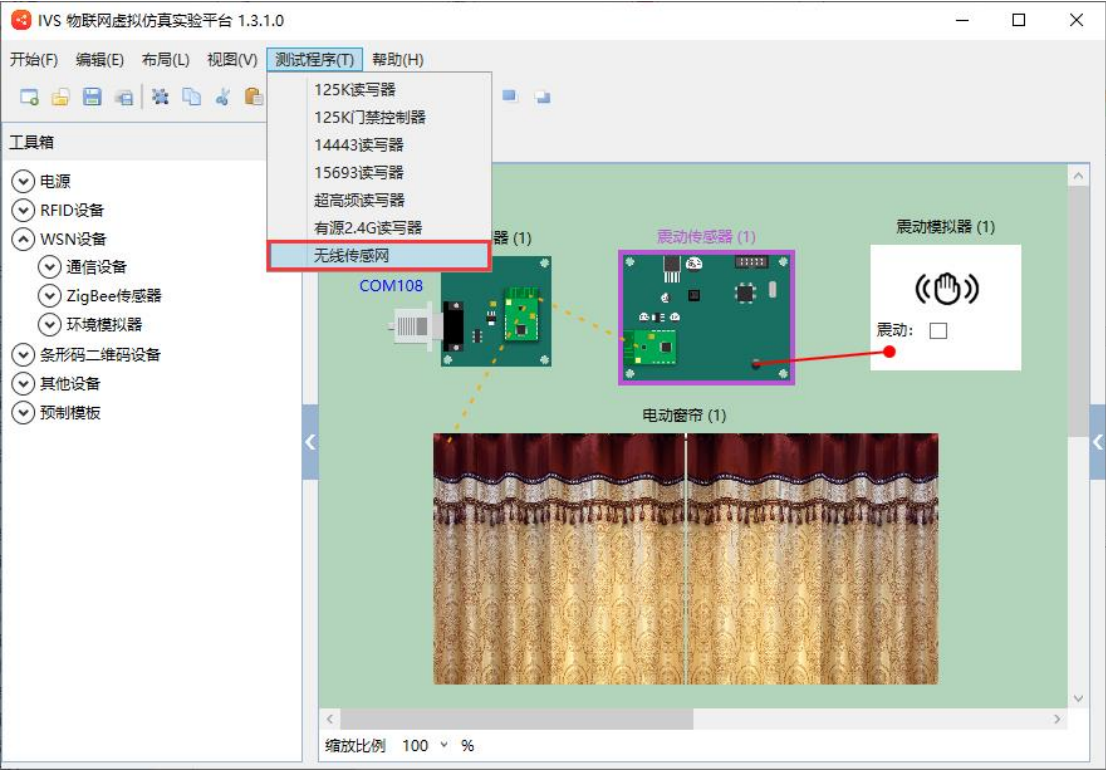 IVS 物联网虚拟仿真实验平台 1.3.1.0
开始(F) 编辑(E) 布局(L) 视图(V) 测试程序(T) 帮助(H)
125K读写器
125K门禁控制器
14443读写器
15693读写器
超高频读写器
有源2.4G读写器
无线传感网
工具箱
电源
RFID设备
WSN设备
通信设备
ZigBee传感器
环境模拟器
条形码二维码设备
其他设备
预制模板
器 (1)
COM108
震动传感器 (1)
震动模拟器 (1)
震动:
电动窗帘 (1)
缩放比例 100 %